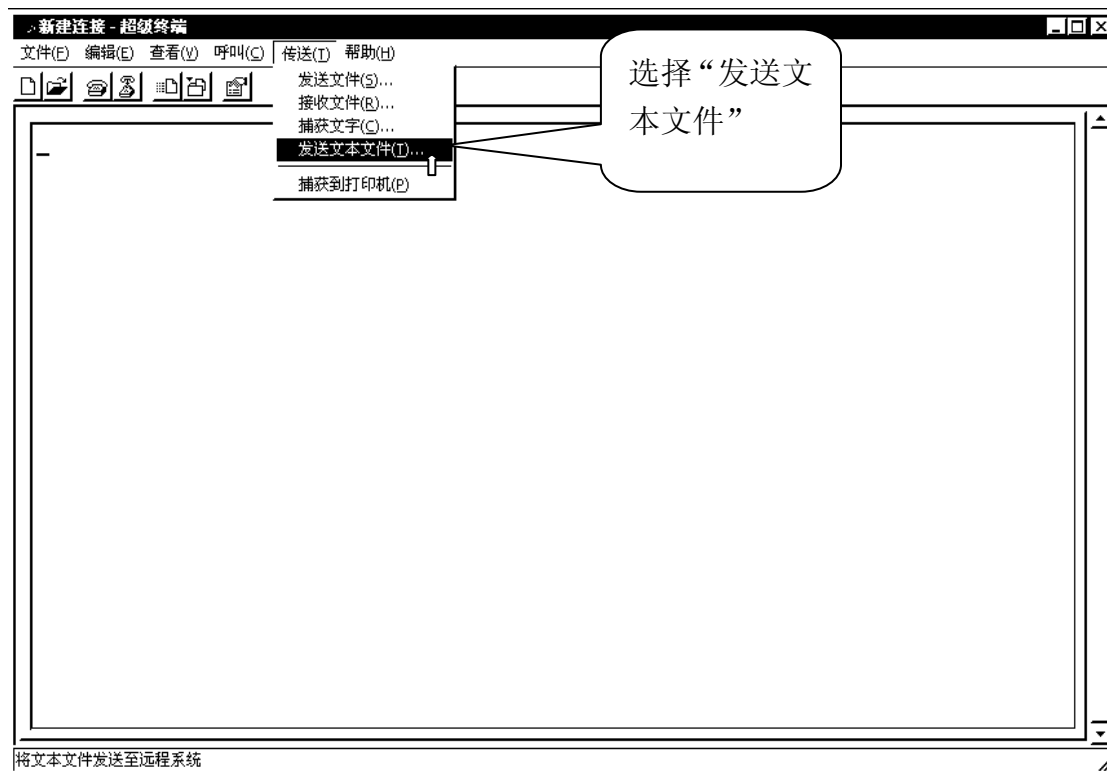 新建连接 - 超级终端
文件(F) 编辑(E) 查看(V) 呼叫(C) 传送(T) 帮助(H)
发送文件(S)...
接收文件(R)...
捕获文字(C)...
发送文本文件(T)...
捕获到打印机(P)
选择“发送文
本文件”
将文本文件发送至远程系统